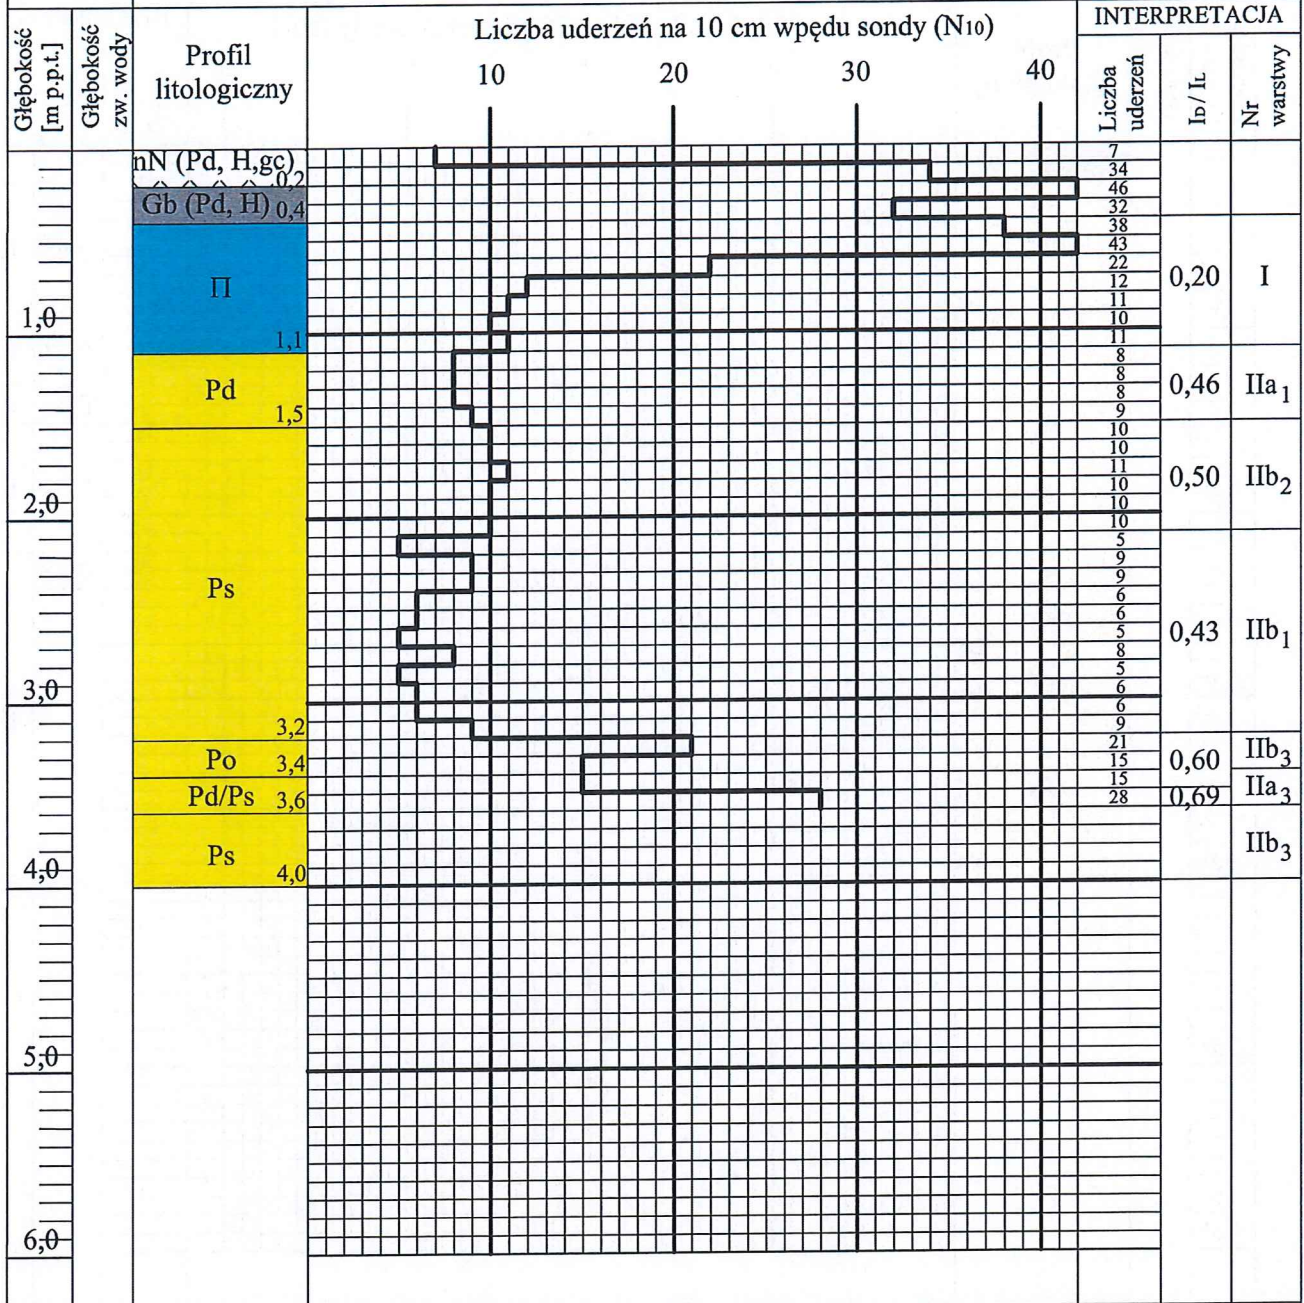 Głębokość
[m p.p.t.]
Głębokość
zw. wody
Profil
litologiczny
Liczba uderzeń na 10 cm wpędu sondy (N10)
10 20 30 40
INTERPRETACJA
Liczba
uderzeń
ID / IL
Nr
warstwy
nN (Pd, H,gc)
0,2
Gb (Pd, H) 0,4
Π
1,1
Pd
1,5
Ps
3,2
Po 3,4
Pd/Ps 3,6
Ps
4,0
1,0
2,0
3,0
4,0
5,0
6,0
7
34
46
32
38
43
22
12
11
10
11
8
8
8
9
10
10
11
10
10
10
5
9
9
6
6
5
8
5
6
6
9
21
15
15
28
0,20 I
0,46 IIa1
0,50 IIb2
0,43 IIb1
0,60 IIb3
0,69 IIa3
IIb3